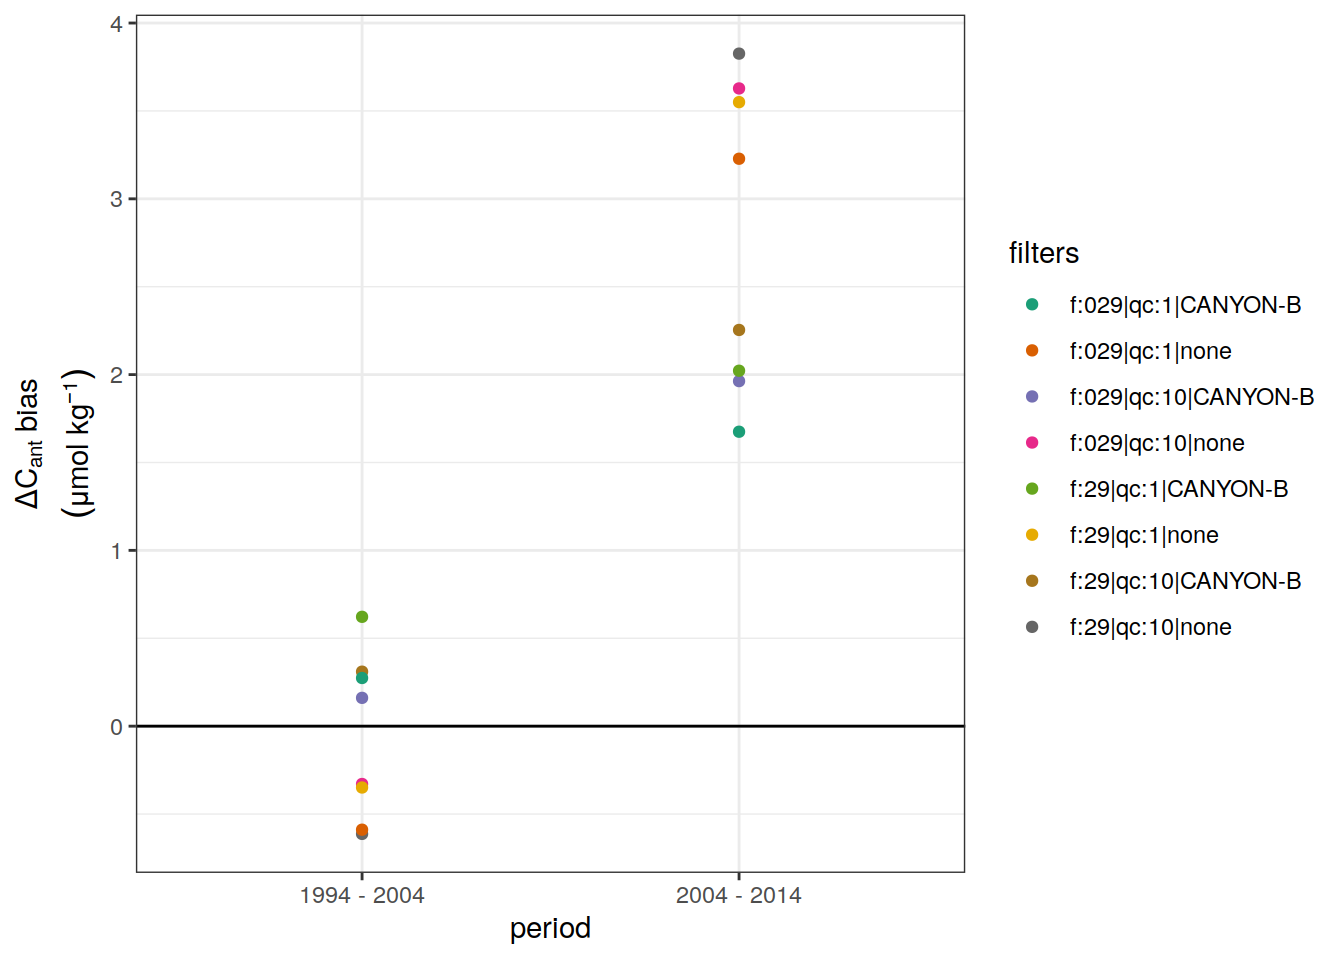 4
3
2
1
0
ΔCant bias
(μmol kg−1)
1994 - 2004
2004 - 2014
period
filters
f:029|qc:1|CANYON-B
f:029|qc:1|none
f:029|qc:10|CANYON-B
f:029|qc:10|none
f:29|qc:1|CANYON-B
f:29|qc:1|none
f:29|qc:10|CANYON-B
f:29|qc:10|none